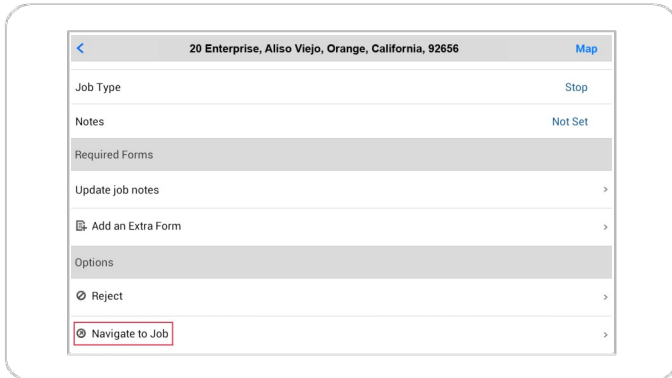 20 Enterprise, Aliso Viejo, Orange, California, 92656 Map
Job Type Stop
Notes Not Set
Required Forms
Update job notes
Add an Extra Form
Options
Reject
Navigate to Job